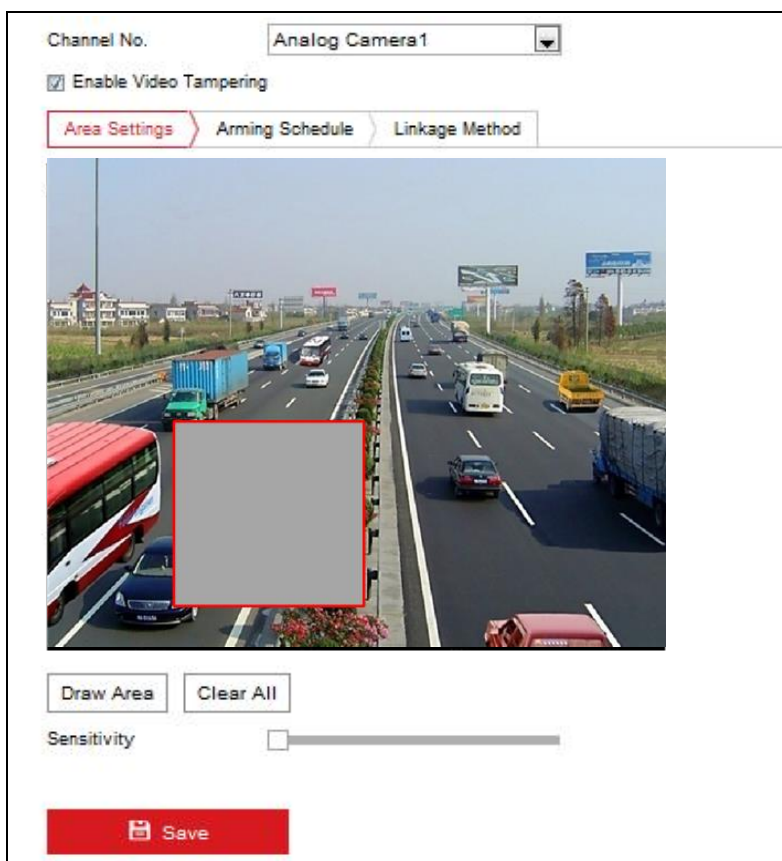 Channel No.
Analog Camera1
Enable Video Tampering
Area Settings
Arming Schedule
Linkage Method
Draw Area
Clear All
Sensitivity
Save